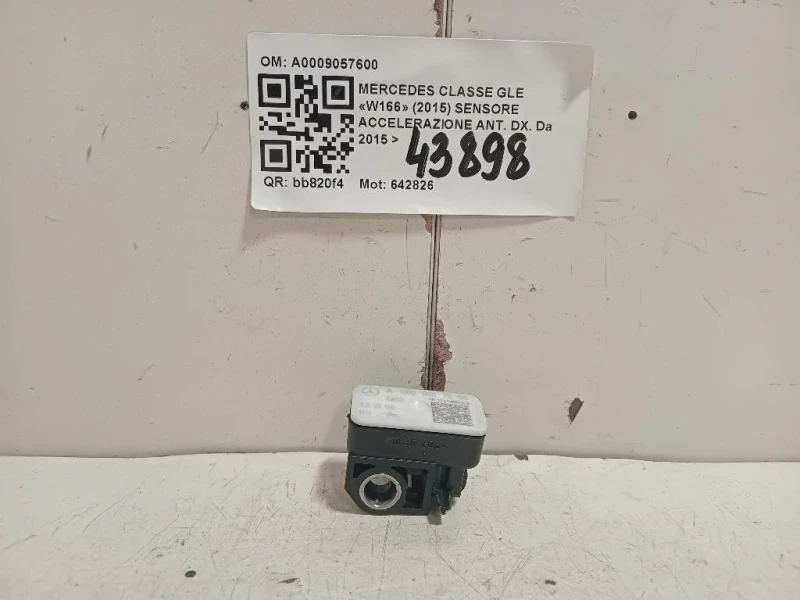 OM: A0009057600
MERCEDES CLASSE GLE
«W166» (2015) SENSORE
ACCELERAZIONE ANT. DX. Da
2015 >
43898
QR: bb820f4 Mot: 642826